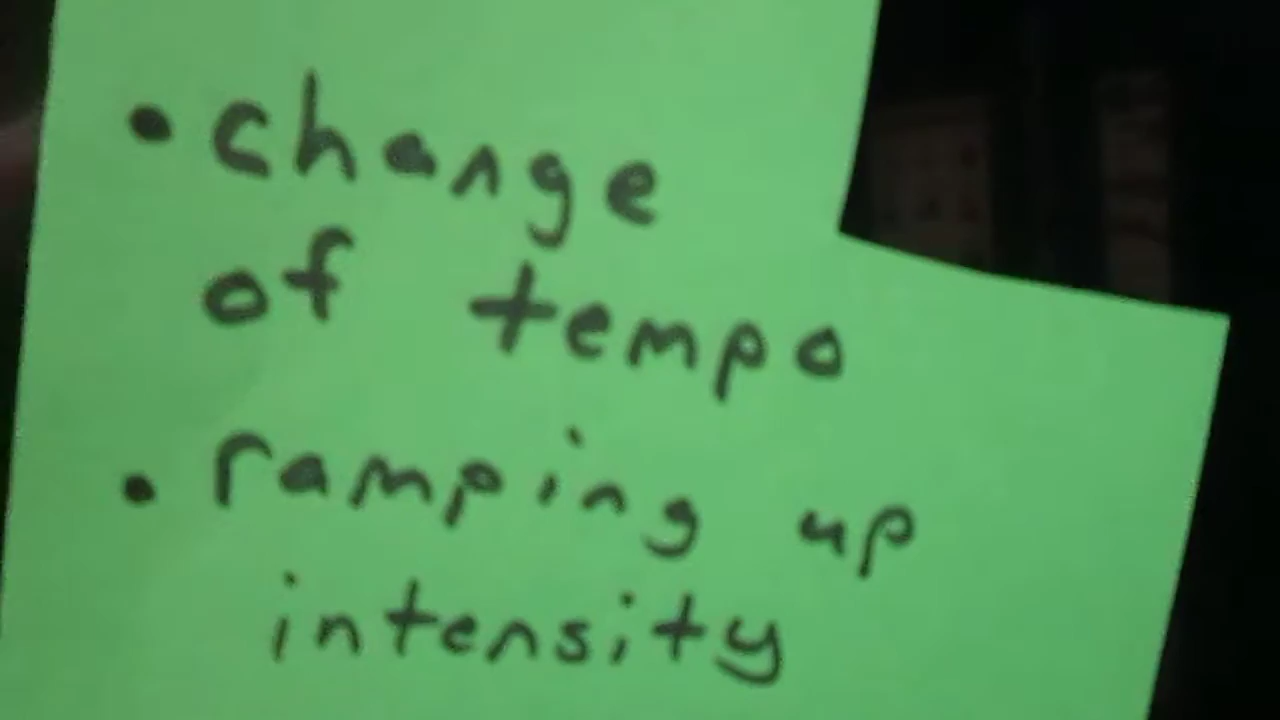 • change
of tempo
• ramping up
intensity